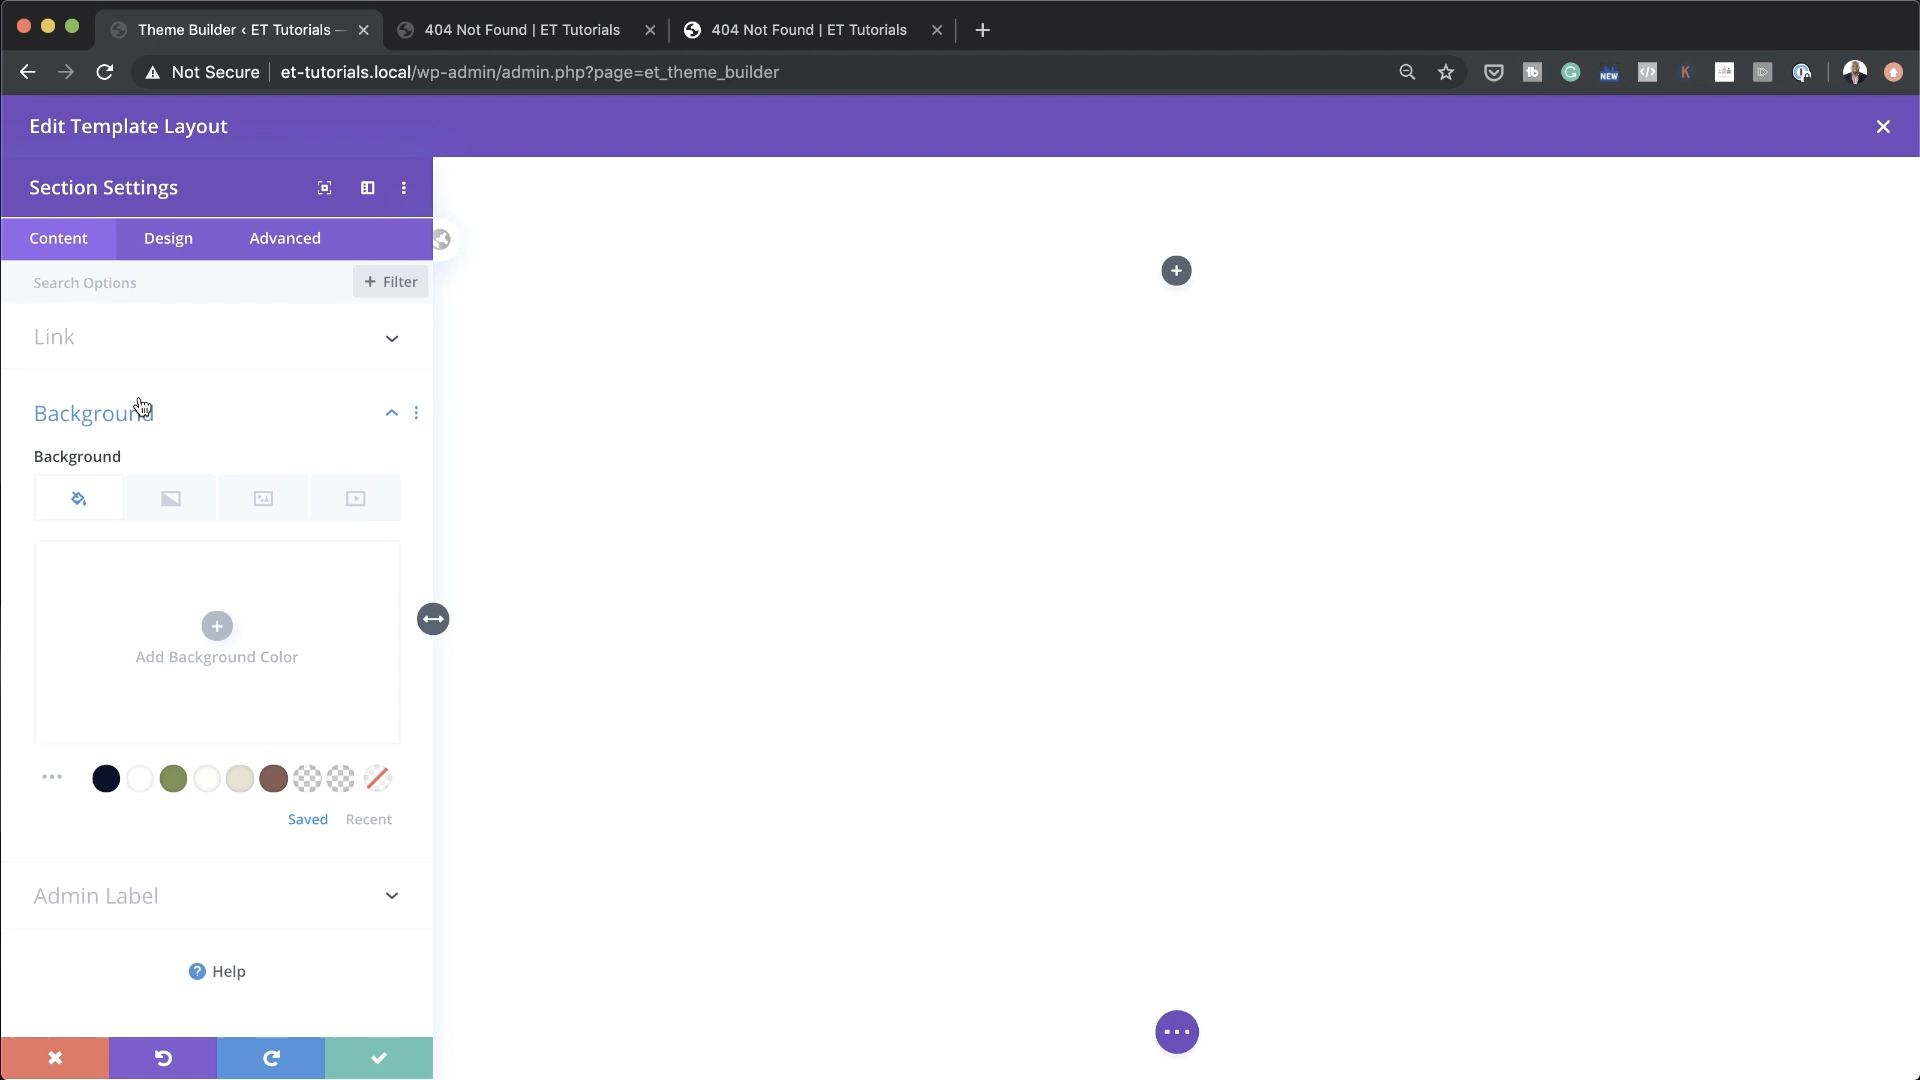 Theme Builder ‹ ET Tutorials —
404 Not Found | ET Tutorials
404 Not Found | ET Tutorials
Not Secure
et-tutorials.local/wp-admin/admin.php?page=et_theme_builder
NEW
K
Edit Template Layout
Section Settings
Content
Design
Advanced
Search Options
+ Filter
Link
Background
Background
Add Background Color
Saved
Recent
Admin Label
? Help